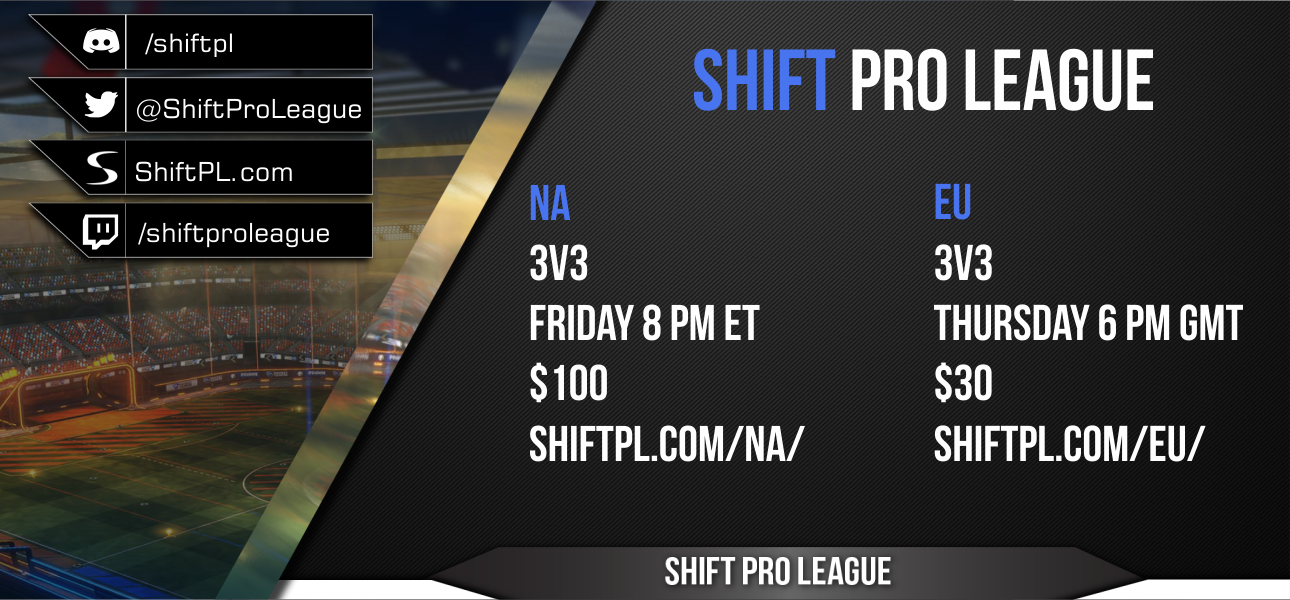 /shiftpl
@ShiftProLeague
ShiftPL.com
/shiftproleague
SHIFT PRO LEAGUE
NA
3V3
FRIDAY 8 PM ET
$100
SHIFTPL.COM/NA/
EU
3V3
THURSDAY 6 PM GMT
$30
SHIFTPL.COM/EU/
SHIFT PRO LEAGUE